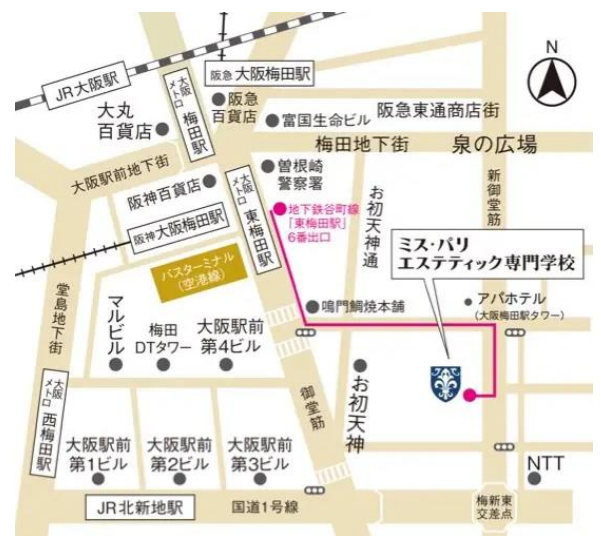 N
JR大阪駅
阪急 大阪梅田駅
大阪メトロ 梅田駅
大丸
百貨店
阪急
百貨店
富国生命ビル
阪急東通商店街
梅田地下街
泉の広場
大阪駅前地下街
曽根崎
警察署
新御堂筋
阪神百貨店
大阪メトロ 東梅田駅
地下鉄谷町線
「東梅田駅」
6番出口
お初天神通
阪神 大阪梅田駅
ミス・パリ
エステティック専門学校
バスターミナル
(空港線)
堂島地下街
マルビル
梅田
DTタワー
大阪駅前
第4ビル
鳴門鯛焼本舗
アパホテル
(大阪梅田駅タワー)
大阪メトロ 西梅田駅
御堂筋
お初天神
大阪駅前
第1ビル
大阪駅前
第2ビル
大阪駅前
第3ビル
NTT
JR北新地駅
国道1号線
梅新東
交差点